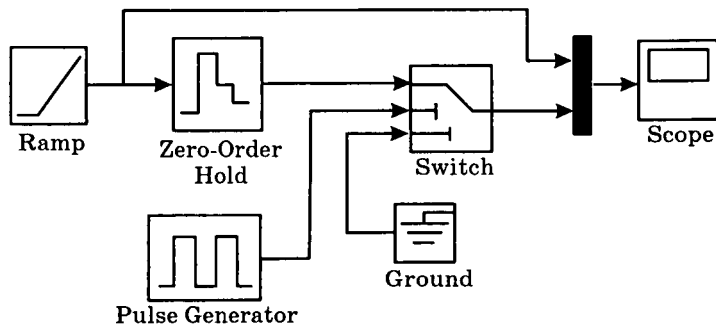 Ramp
Zero-Order
Hold
Switch
Scope
Ground
Pulse Generator